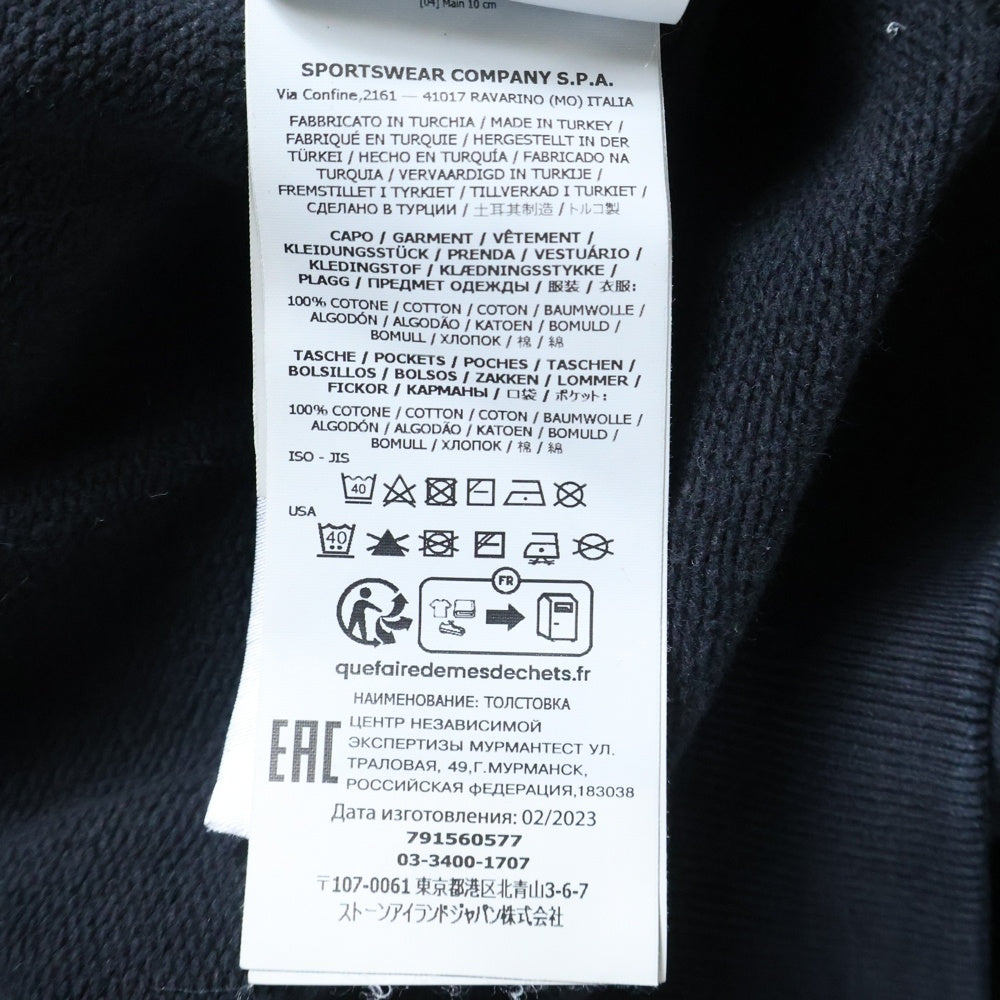 [04] Main 10 cm
SPORTSWEAR COMPANY S.P.A.
Via Confine,2161 — 41017 RAVARINO (MO) ITALIA
FABBRICATO IN TURCHIA / MADE IN TURKEY /
FABRIQUÉ EN TURQUIE / HERGESTELLT IN DER
TÜRKEI / HECHO EN TURQUÍA / FABRICADO NA
TURQUIA / VERVAARDIGD IN TURKIJE /
FREMSTILLET I TYRKIET / TILLVERKAD I TURKIET /
СДЕЛАНО В ТУРЦИИ / 土耳其制造 / トルコ製
CAPO / GARMENT / VÊTEMENT /
KLEIDUNGSSTÜCK / PRENDA / VESTUÁRIO /
KLEDINGSTOF / KLÆDNINGSSTYKKE /
PLAGG / ПРЕДМЕТ ОДЕЖДЫ / 服装 / 衣服:
100% COTONE / COTTON / COTON / BAUMWOLLE /
ALGODÓN / ALGODÃO / KATOEN / BOMULD /
BOMULL / ХЛОПОК / 棉 / 綿
TASCHE / POCKETS / POCHES / TASCHEN /
BOLSILLOS / BOLSOS / ZAKKEN / LOMMER /
FICKOR / КАРМАНЫ / 口袋 / ポケット:
100% COTONE / COTTON / COTON / BAUMWOLLE /
ALGODÓN / ALGODÃO / KATOEN / BOMULD /
BOMULL / ХЛОПОК / 棉 / 綿
ISO - JIS
40
USA
40
FR
quefairedemesdechets.fr
НАИМЕНОВАНИЕ: ТОЛСТОВКА
EAC
ЦЕНТР НЕЗАВИСИМОЙ
ЭКСПЕРТИЗЫ МУРМАНТЕСТ УЛ.
ТРАЛОВАЯ, 49,Г.МУРМАНСК,
РОССИЙСКАЯ ФЕДЕРАЦИЯ,183038
Дата изготовления: 02/2023
791560577
03-3400-1707
〒107-0061 東京都港区北青山3-6-7
ストーンアイランドジャパン株式会社